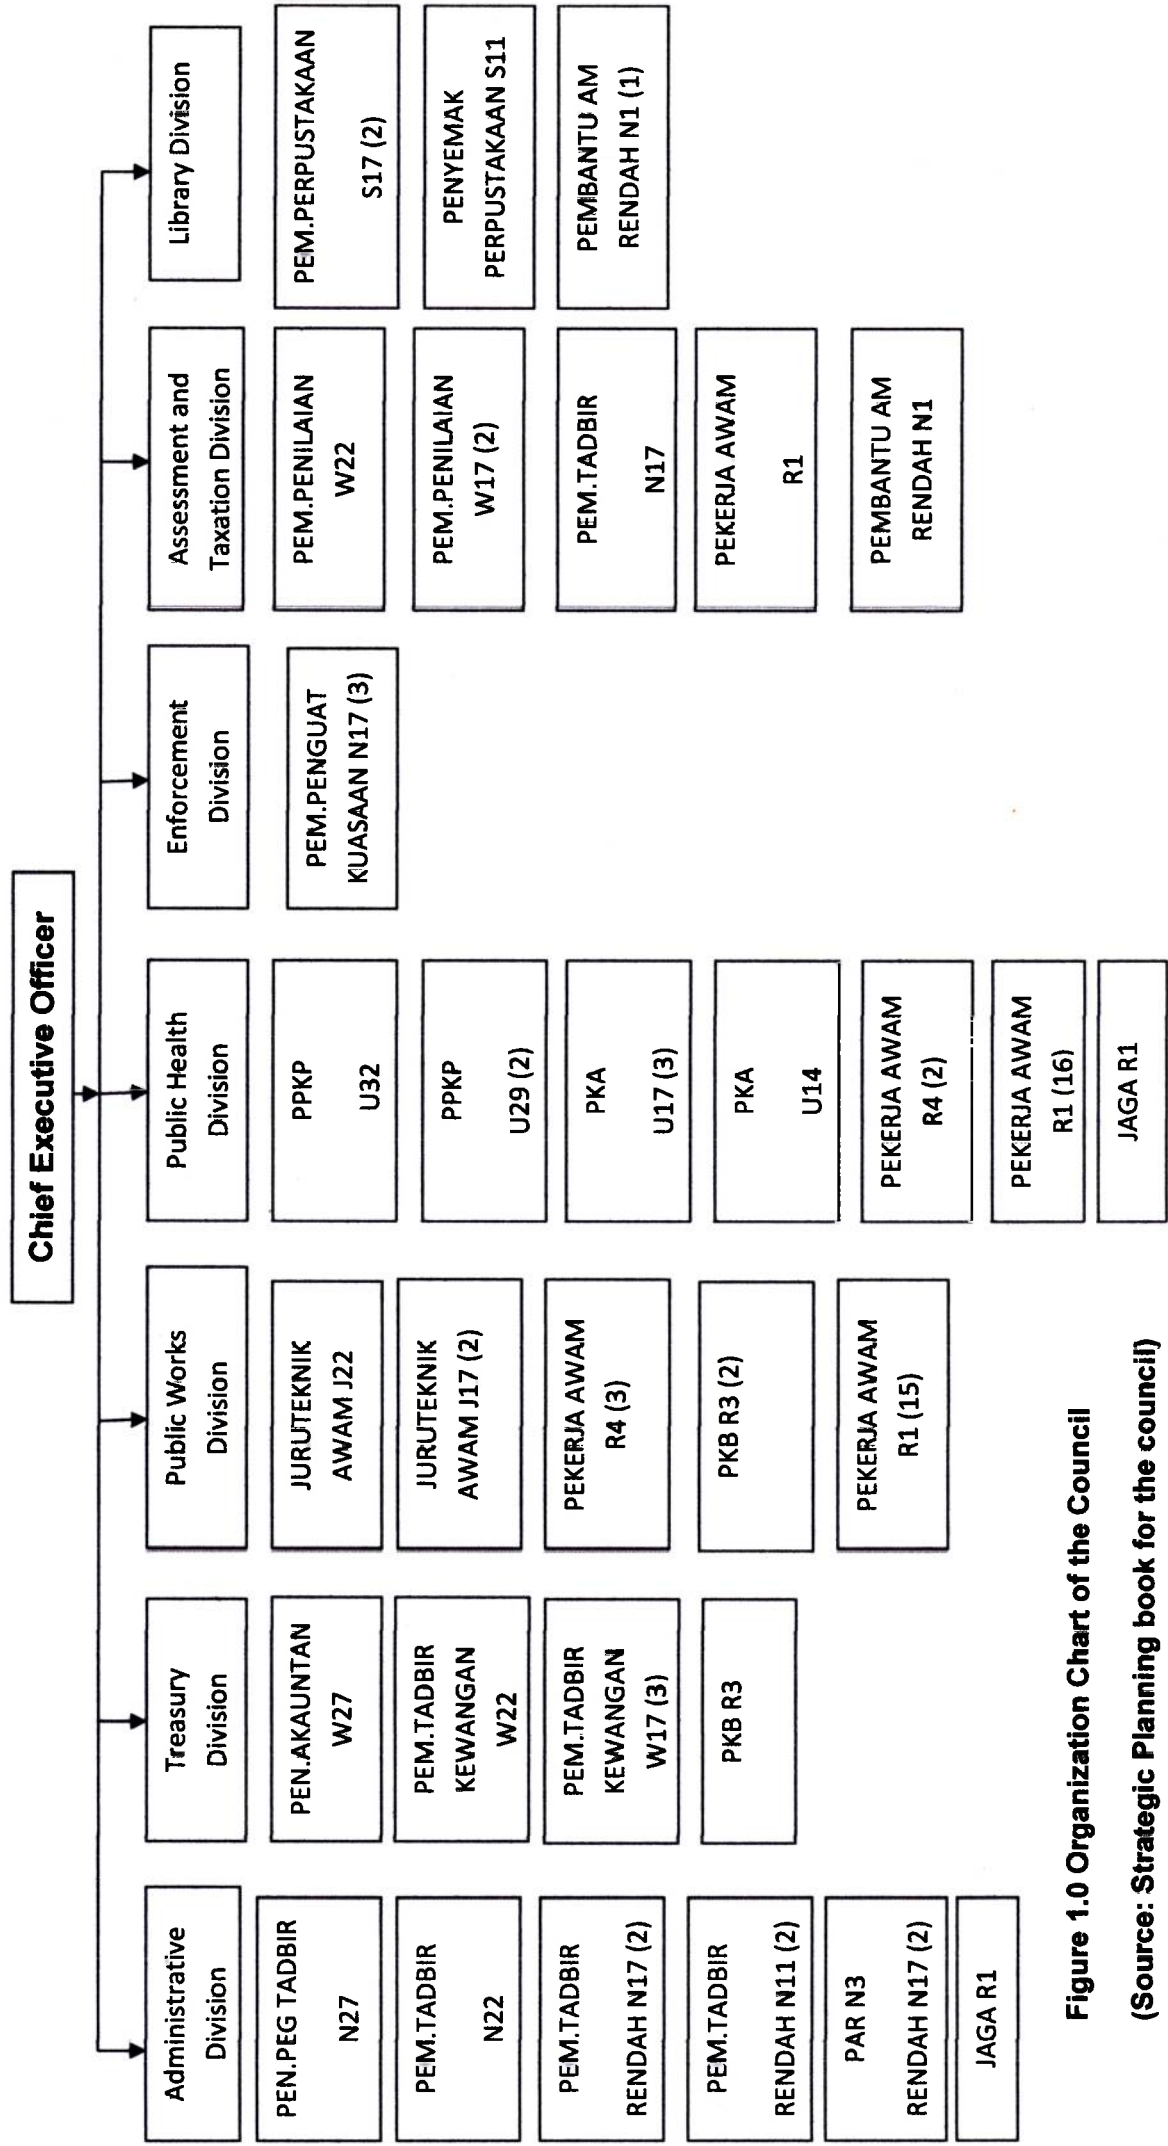 Chief Executive Officer
Administrative
Division
PEN.PEG TADBIR
N27
PEM.TADBIR
N22
PEM.TADBIR
RENDAH N17 (2)
PEM.TADBIR
RENDAH N11 (2)
PAR N3
RENDAH N17 (2)
JAGA R1
Treasury
Division
PEN.AKAUNTAN
W27
PEM.TADBIR
KEWANGAN
W22
PEM.TADBIR
KEWANGAN
W17 (3)
PKB R3
Public Works
Division
JURUTEKNIK
AWAM J22
JURUTEKNIK
AWAM J17 (2)
PEKERJA AWAM
R4 (3)
PKB R3 (2)
PEKERJA AWAM
R1 (15)
Public Health
Division
PPKP
U32
PPKP
U29 (2)
PKA
U17 (3)
PKA
U14
PEKERJA AWAM
R4 (2)
PEKERJA AWAM
R1 (16)
JAGA R1
Enforcement
Division
PEM.PENGUAT
KUASAAN N17 (3)
Assessment and
Taxation Division
PEM.PENILAIAN
W22
PEM.PENILAIAN
W17 (2)
PEM.TADBIR
N17
PEKERJA AWAM
R1
PEMBANTU AM
RENDAH N1
Library Division
PEM.PERPUSTAKAAN
S17 (2)
PENYEMAK
PERPUSTAKAAN S11
PEMBANTU AM
RENDAH N1 (1)
Figure 1.0 Organization Chart of the Council
(Source: Strategic Planning book for the council)